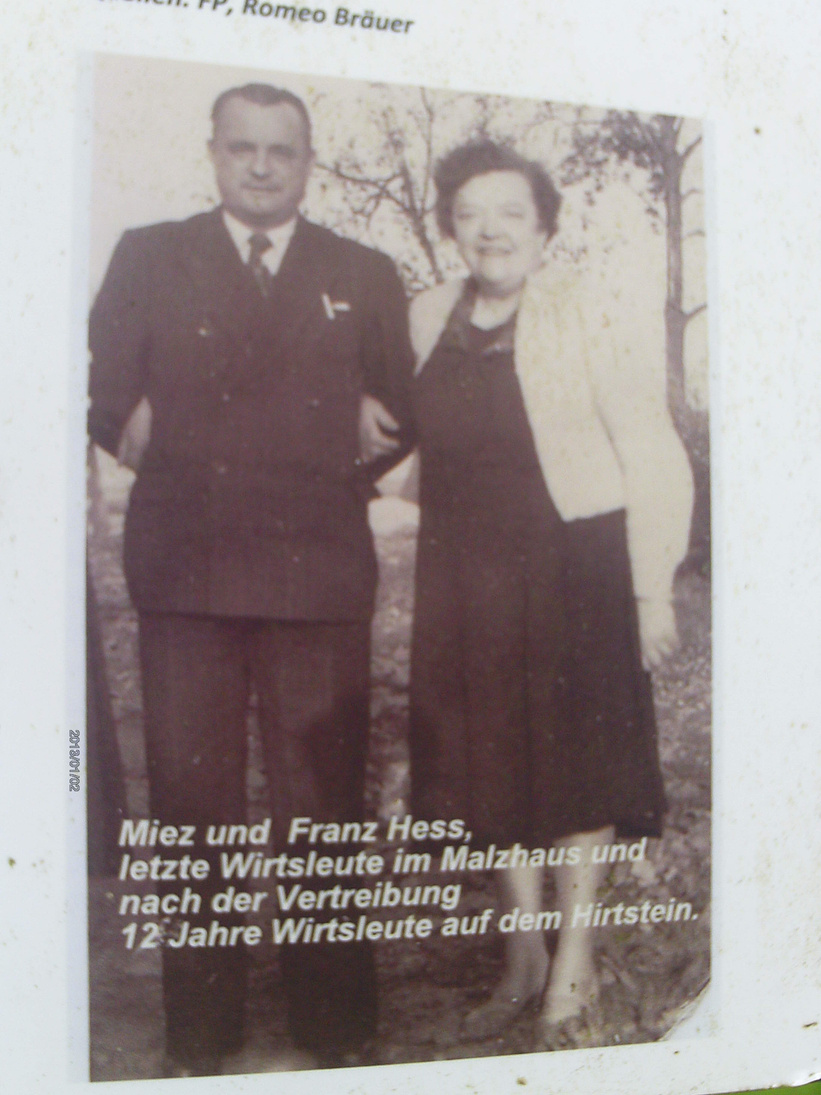 FP, Romeo Bräuer
2013/01/02
Miez und Franz Hess,
letzte Wirtsleute im Malzhaus und
nach der Vertreibung
12 Jahre Wirtsleute auf dem Hirtstein.